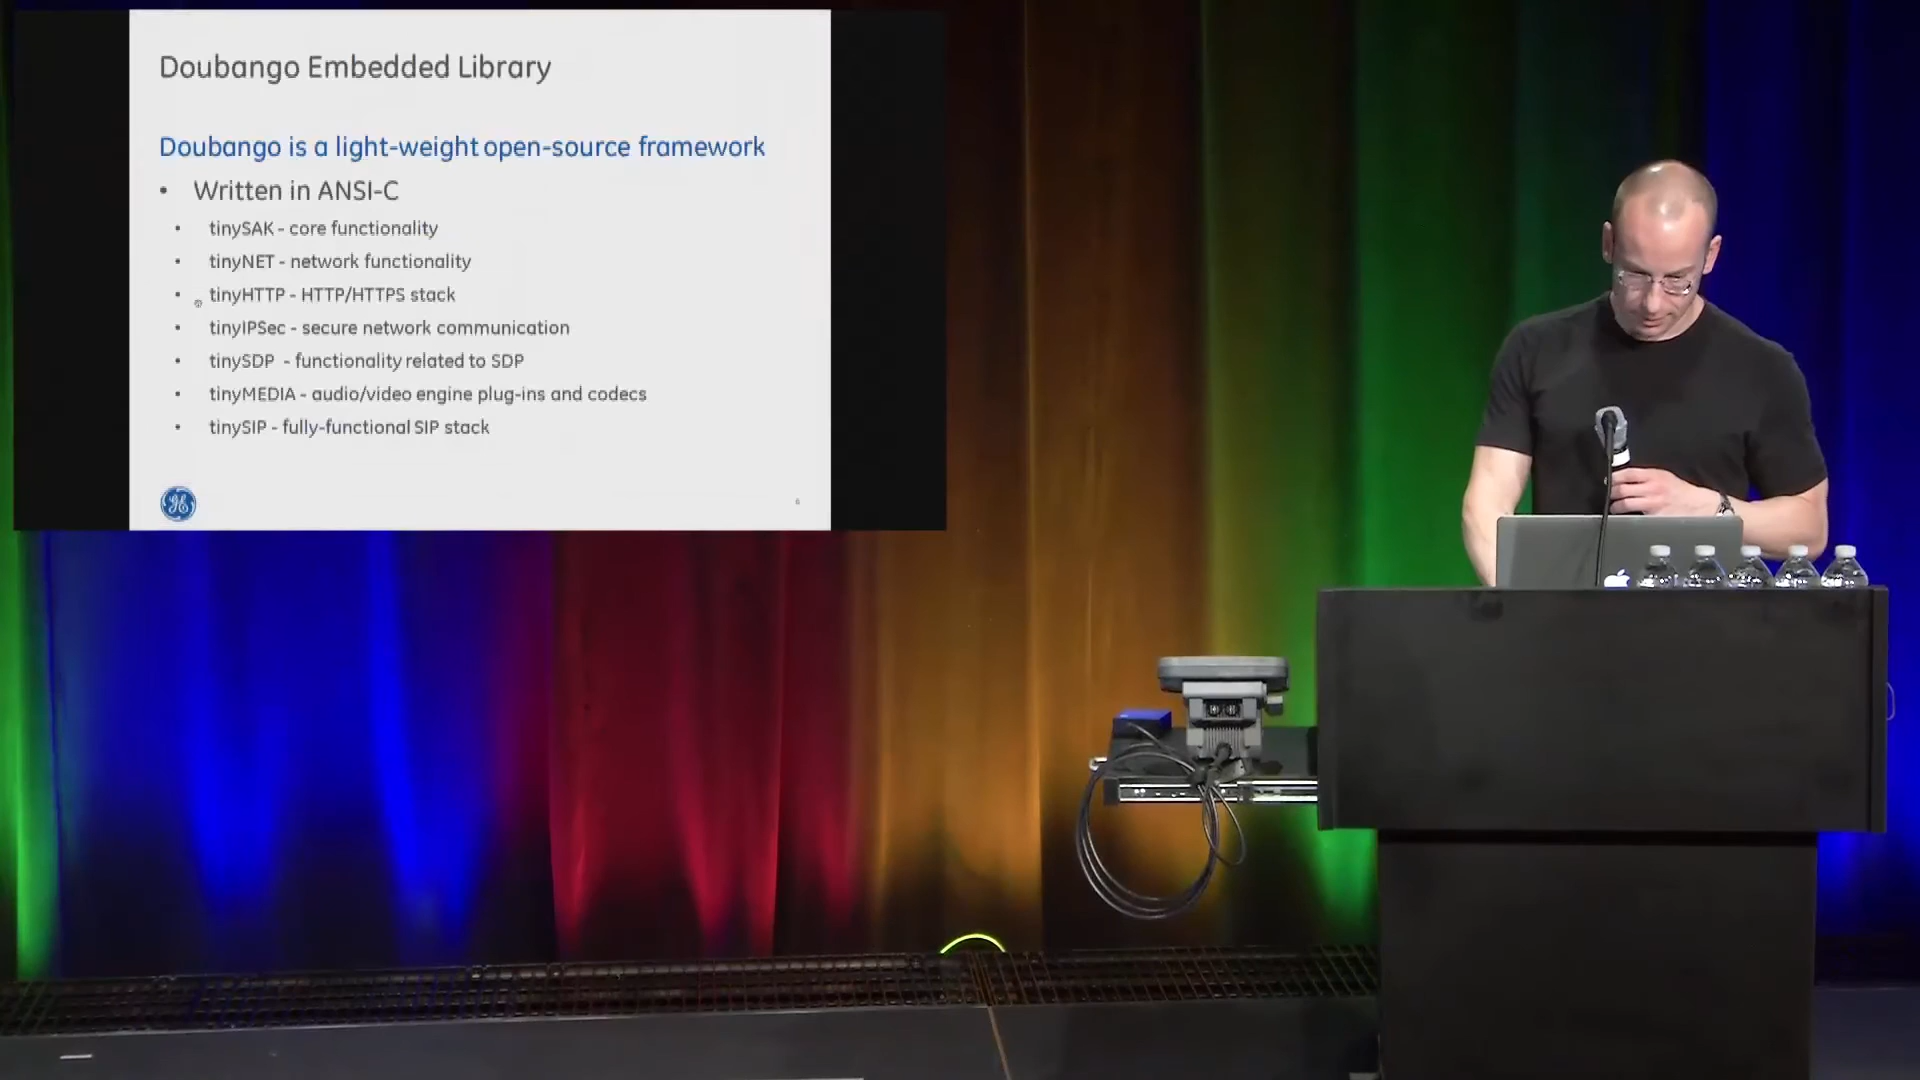 Doubango Embedded Library
Doubango is a light-weight open-source framework
• Written in ANSI-C
• tinySAK - core functionality
• tinyNET - network functionality
• tinyHTTP - HTTP/HTTPS stack
• tinyIPSec - secure network communication
• tinySDP - functionality related to SDP
• tinyMEDIA - audio/video engine plug-ins and codecs
• tinySIP - fully-functional SIP stack
GE
6